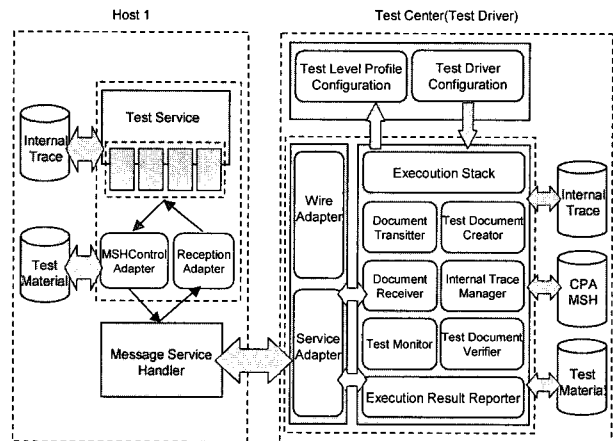 Host 1
Test Center(Test Driver)
Test Service
Internal
Trace
Test
Material
MSHControl
Adapter
Reception
Adapter
Message Service
Handler
Test Level Profile
Configuration
Test Driver
Configuration
Wire
Adapter
Service
Adapter
Execoution Stack
Document
Transitter
Test Document
Creator
Document
Receiver
Internal Trace
Manager
Test Monitor
Test Document
Verifier
Execution Result Reporter
Internal
Trace
CPA
MSH
Test
Material